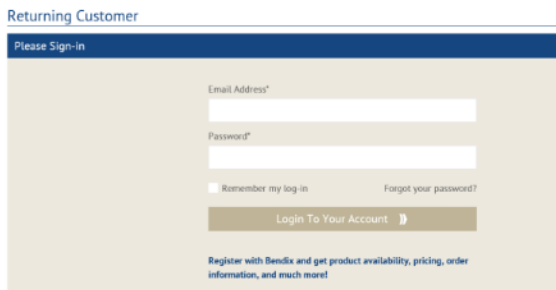 Returning Customer
Please Sign-in
Email Address*
Password*
Remember my log-in Forgot your password?
Login To Your Account
Register with Bendix and get product availability, pricing, order
information, and much more!